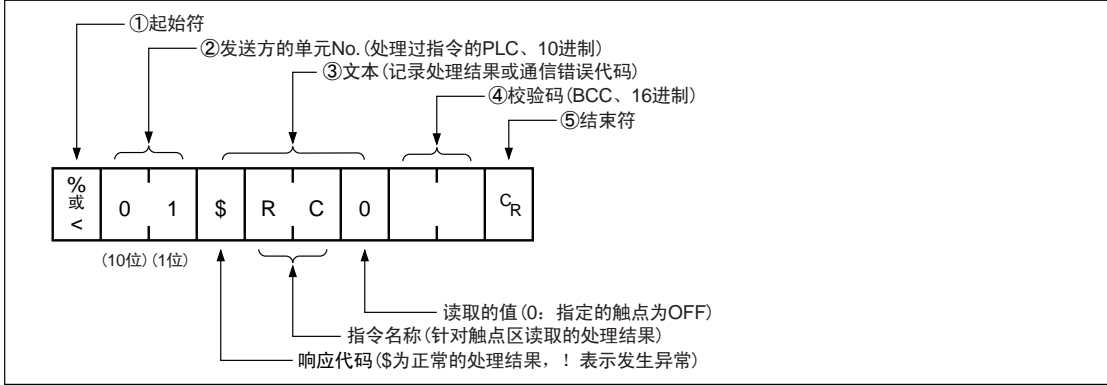 ①起始符
②发送方的单元No.(处理过指令的PLC、10进制)
③文本(记录处理结果或通信错误代码)
④校验码(BCC、16进制)
⑤结束符
%
或
<
0 1 $ R C 0 CR
(10位)(1位)
读取的值(0：指定的触点为OFF)
指令名称(针对触点区读取的处理结果)
响应代码($为正常的处理结果，！表示发生异常)